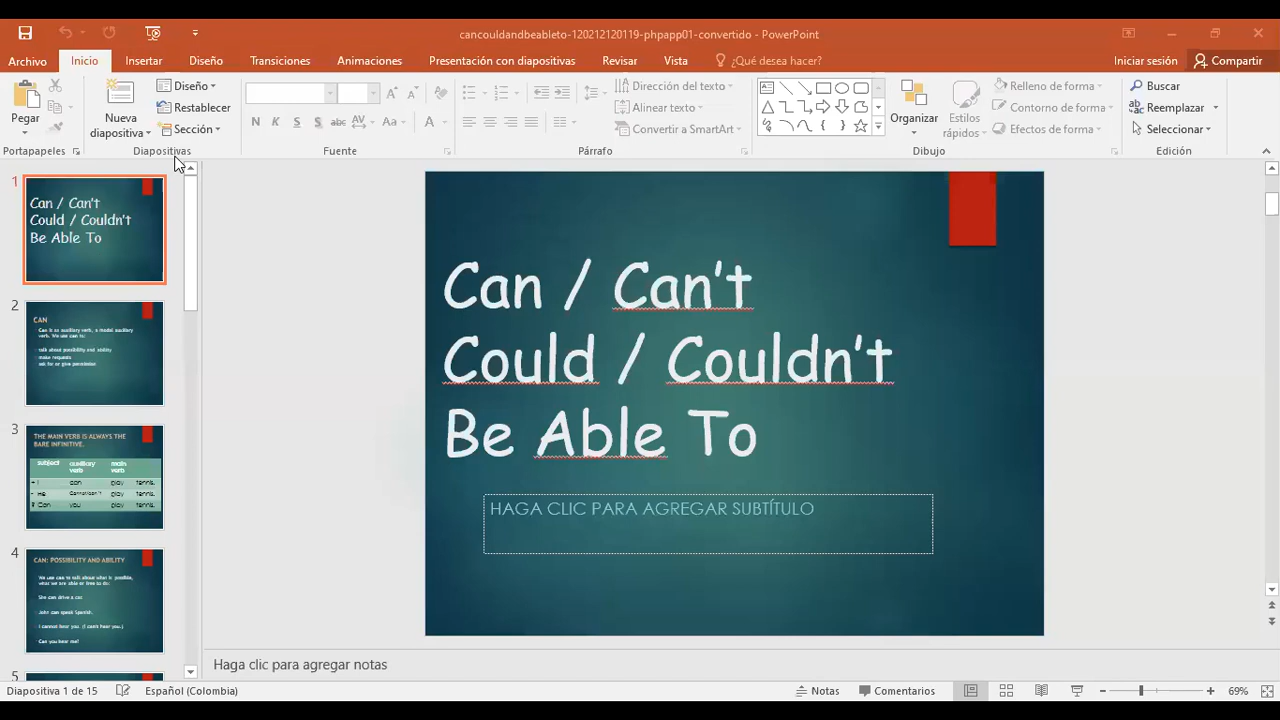 cancouldandbeableto-120212120119-phpapp01-convertido - PowerPoint
Archivo Inicio Insertar Diseño Transiciones Animaciones Presentación con diapositivas Revisar Vista ¿Qué desea hacer? Iniciar sesión Compartir
Pegar
Nueva diapositiva
Diseño
Restablecer
Sección
N K S S abc AV Aa A
Dirección del texto
Alinear texto
Convertir a SmartArt
Organizar
Estilos rápidos
Relleno de forma
Contorno de forma
Efectos de forma
Buscar
Reemplazar
Seleccionar
Portapapeles Diapositivas Fuente Párrafo Dibujo Edición
1
Can / Can't
Could / Couldn't
Be Able To
2
CAN
Can is an auxiliary verb, a modal auxiliary
verb. We use can to:
talk about possibility and ability
make requests
ask for or give permission
3
THE MAIN VERB IS ALWAYS THE
BARE INFINITIVE.
subject auxiliary verb main verb
+ I can play tennis.
- He play tennis.
? Can you play tennis.
4
CAN: POSSIBILITY AND ABILITY
We use can to talk about what is possible,
what we are able or free to do:
She can drive a car.
John can speak Spanish.
I cannot hear you. (I can't hear you.)
Can you hear me?
5
Can / Can't
Could / Couldn't
Be Able To
HAGA CLIC PARA AGREGAR SUBTÍTULO
Haga clic para agregar notas
Diapositiva 1 de 15 Español (Colombia) Notas Comentarios 69%